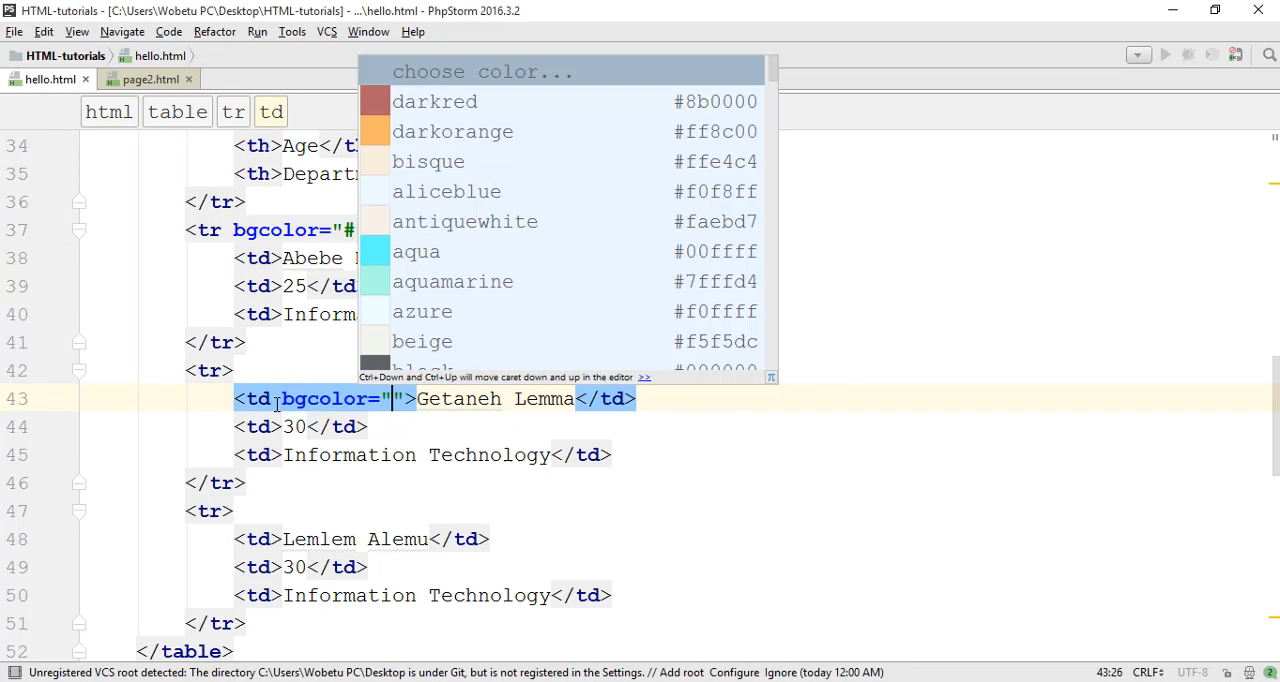 PS HTML-tutorials - [C:\Users\Wobetu PC\Desktop\HTML-tutorials] - ...\hello.html - PhpStorm 2016.3.2
File Edit View Navigate Code Refactor Run Tools VCS Window Help
HTML-tutorials hello.html
hello.html × page2.html ×
html table tr td
choose color...
darkred #8b0000
darkorange #ff8c00
bisque #ffe4c4
aliceblue #f0f8ff
antiquewhite #faebd7
aqua #00ffff
aquamarine #7fffd4
azure #f0ffff
beige #f5f5dc
Ctrl+Down and Ctrl+Up will move caret down and up in the editor >> π
34 <th>Age</th
35 <th>Departm
36 </tr>
37 <tr bgcolor="#
38 <td>Abebe
39 <td>25</td
40 <td>Informa
41 </tr>
42 <tr>
43 <td bgcolor="">Getaneh Lemma</td>
44 <td>30</td>
45 <td>Information Technology</td>
46 </tr>
47 <tr>
48 <td>Lemlem Alemu</td>
49 <td>30</td>
50 <td>Information Technology</td>
51 </tr>
52 </table>
Unregistered VCS root detected: The directory C:\Users\Wobetu PC\Desktop is under Git, but is not registered in the Settings. // Add root Configure Ignore (today 12:00 AM) 43:26 CRLF UTF-8 2